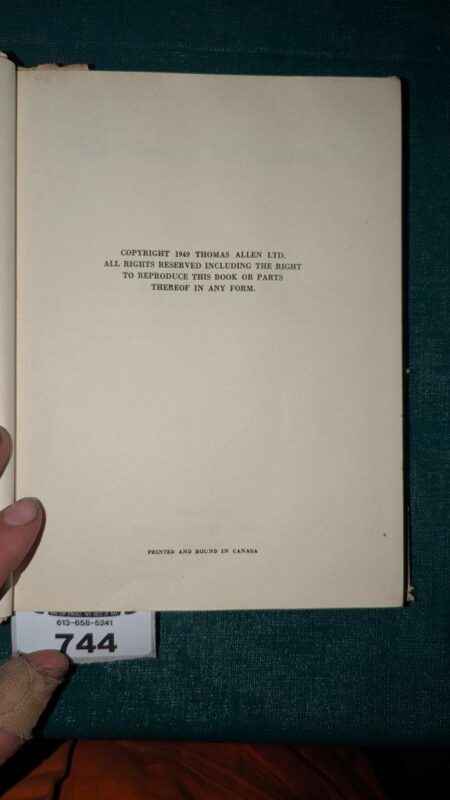 COPYRIGHT 1949 THOMAS ALLEN LTD.
ALL RIGHTS RESERVED INCLUDING THE RIGHT
TO REPRODUCE THIS BOOK OR PARTS
THEREOF IN ANY FORM.
PRINTED AND BOUND IN CANADA
613-658-5241
744